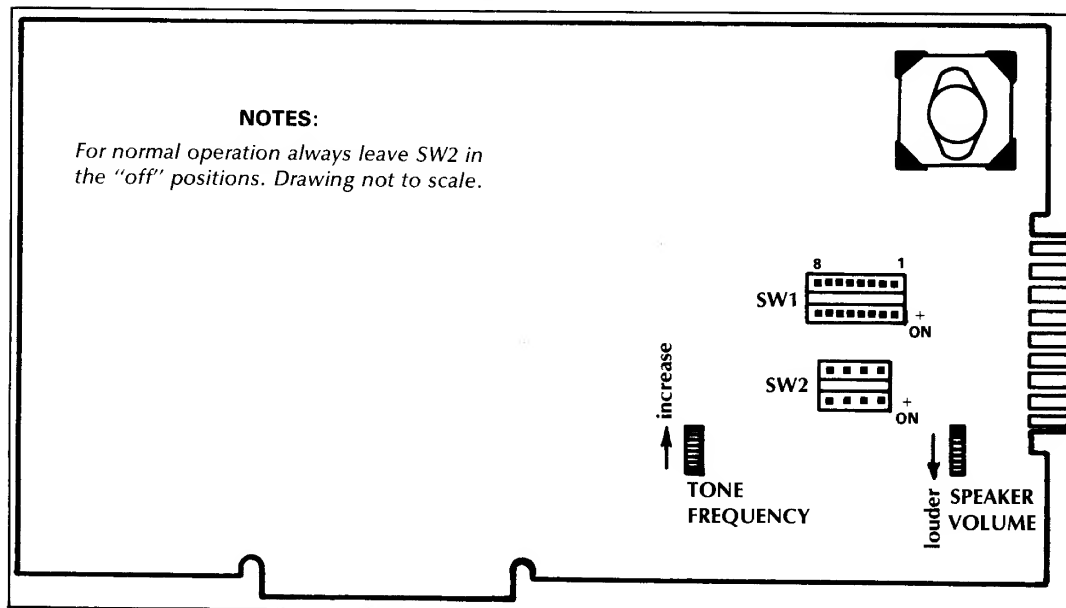 NOTES:
For normal operation always leave SW2 in
the "off" positions. Drawing not to scale.
8 1
SW1
+
ON
SW2
+
ON
increase
TONE
FREQUENCY
louder
SPEAKER
VOLUME